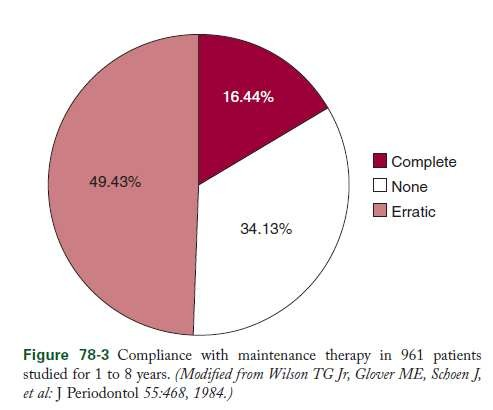 16.44%
49.43%
34.13%
Complete
None
Erratic
Figure 78-3 Compliance with maintenance therapy in 961 patients
studied for 1 to 8 years. (Modified from Wilson TG Jr, Glover ME, Schoen J,
et al: J Periodontol 55:468, 1984.)